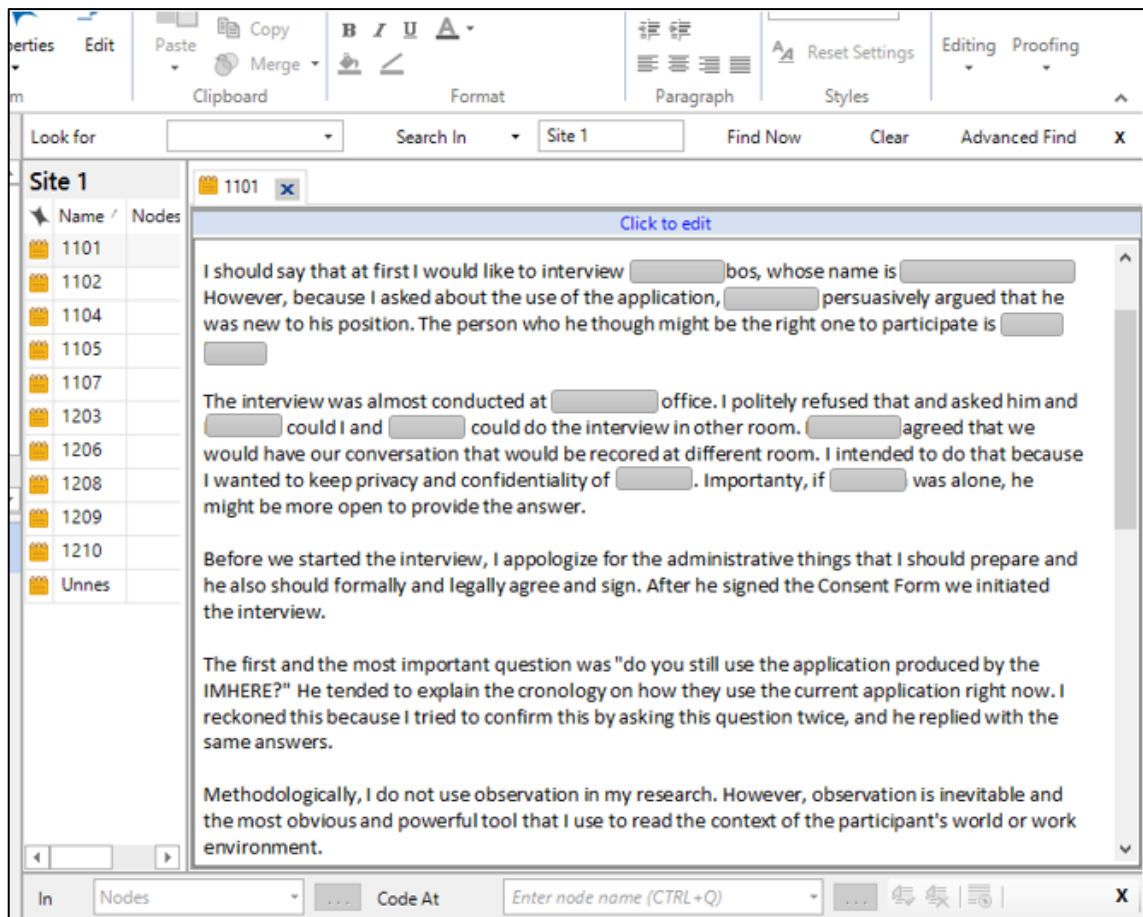 perties Edit Paste Copy B I U A
Merge
m Clipboard Format Paragraph Styles
Reset Settings Editing Proofing
Look for Search In Site 1 Find Now Clear Advanced Find X
Site 1 1101 x
Name Nodes
Click to edit
1101
1102
1104
1105
1107
1203
1206
1208
1209
1210
Unnes
I should say that at first I would like to interview bos, whose name is
However, because I asked about the use of the application, persuasively argued that he
was new to his position. The person who he though might be the right one to participate is
The interview was almost conducted at office. I politely refused that and asked him and
could I and could do the interview in other room. agreed that we
would have our conversation that would be recored at different room. I intended to do that because
I wanted to keep privacy and confidentiality of . Importanty, if was alone, he
might be more open to provide the answer.
Before we started the interview, I appologize for the administrative things that I should prepare and
he also should formally and legally agree and sign. After he signed the Consent Form we initiated
the interview.
The first and the most important question was "do you still use the application produced by the
IMHERE?" He tended to explain the cronology on how they use the current application right now. I
reckoned this because I tried to confirm this by asking this question twice, and he replied with the
same answers.
Methodologically, I do not use observation in my research. However, observation is inevitable and
the most obvious and powerful tool that I use to read the context of the participant's world or work
environment.
In Nodes ... Code At Enter node name (CTRL+Q) ... X